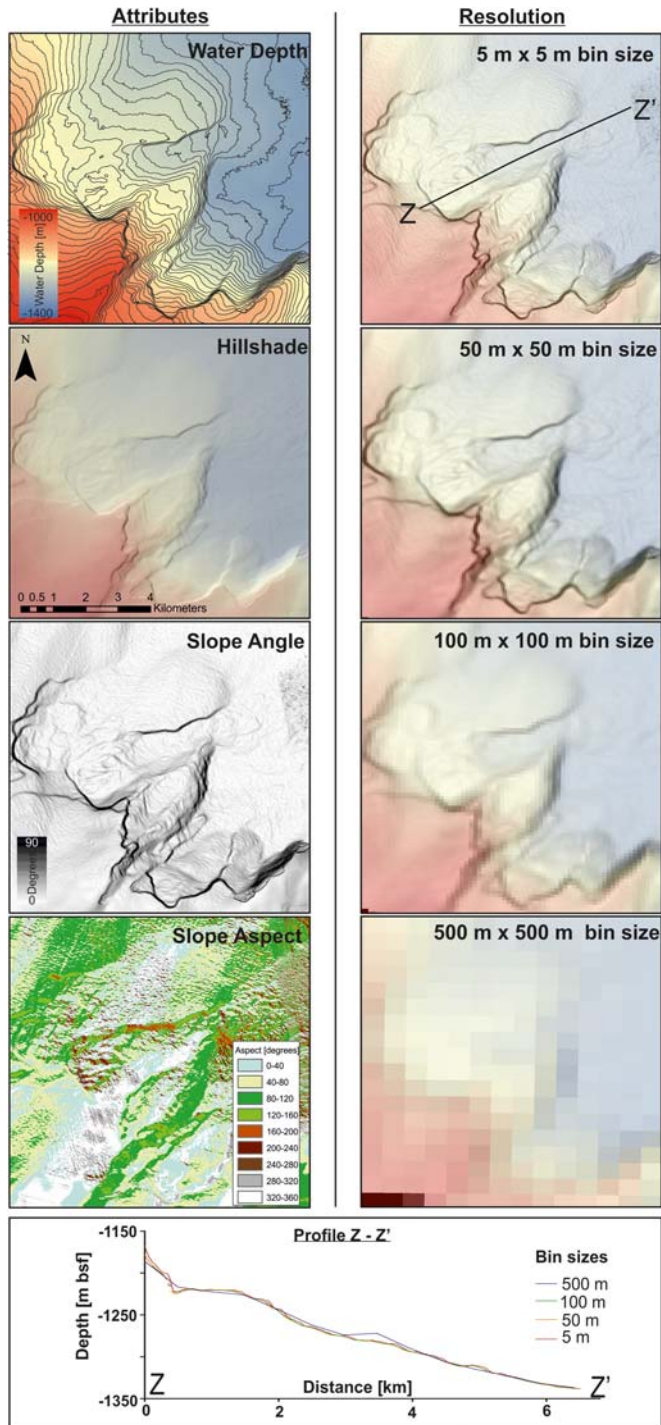 Attributes
Resolution
Water Depth
-1000
Water Depth [m]
-1400
5 m x 5 m bin size
Z'
Z
Hillshade
N
0 0.5 1 2 3 4
Kilometers
50 m x 50 m bin size
Slope Angle
90
Degree
0
100 m x 100 m bin size
Slope Aspect
Aspect [degrees]
0-40
40-80
80-120
120-160
160-200
200-240
240-280
280-320
320-360
500 m x 500 m bin size
Profile Z - Z'
Depth [m bsf]
-1150
-1250
-1350
Z
Z'
0 2 4 6
Distance [km]
Bin sizes
500 m
100 m
50 m
5 m